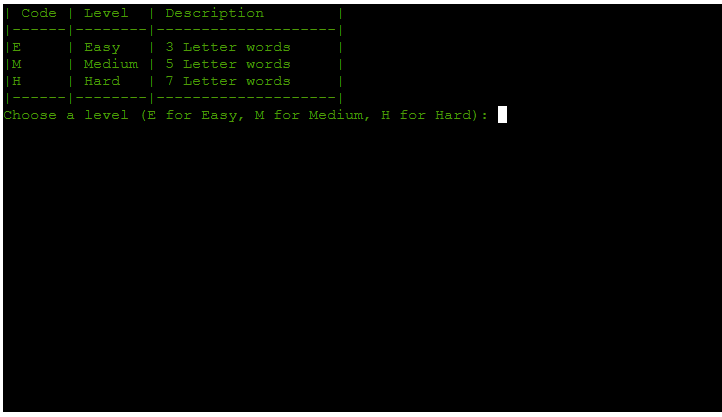 | Code | Level  | Description        |
|------|--------|--------------------|
|E     | Easy   | 3 Letter words     |
|M     | Medium | 5 Letter words     |
|H     | Hard   | 7 Letter words     |
|------|--------|--------------------|
Choose a level (E for Easy, M for Medium, H for Hard):